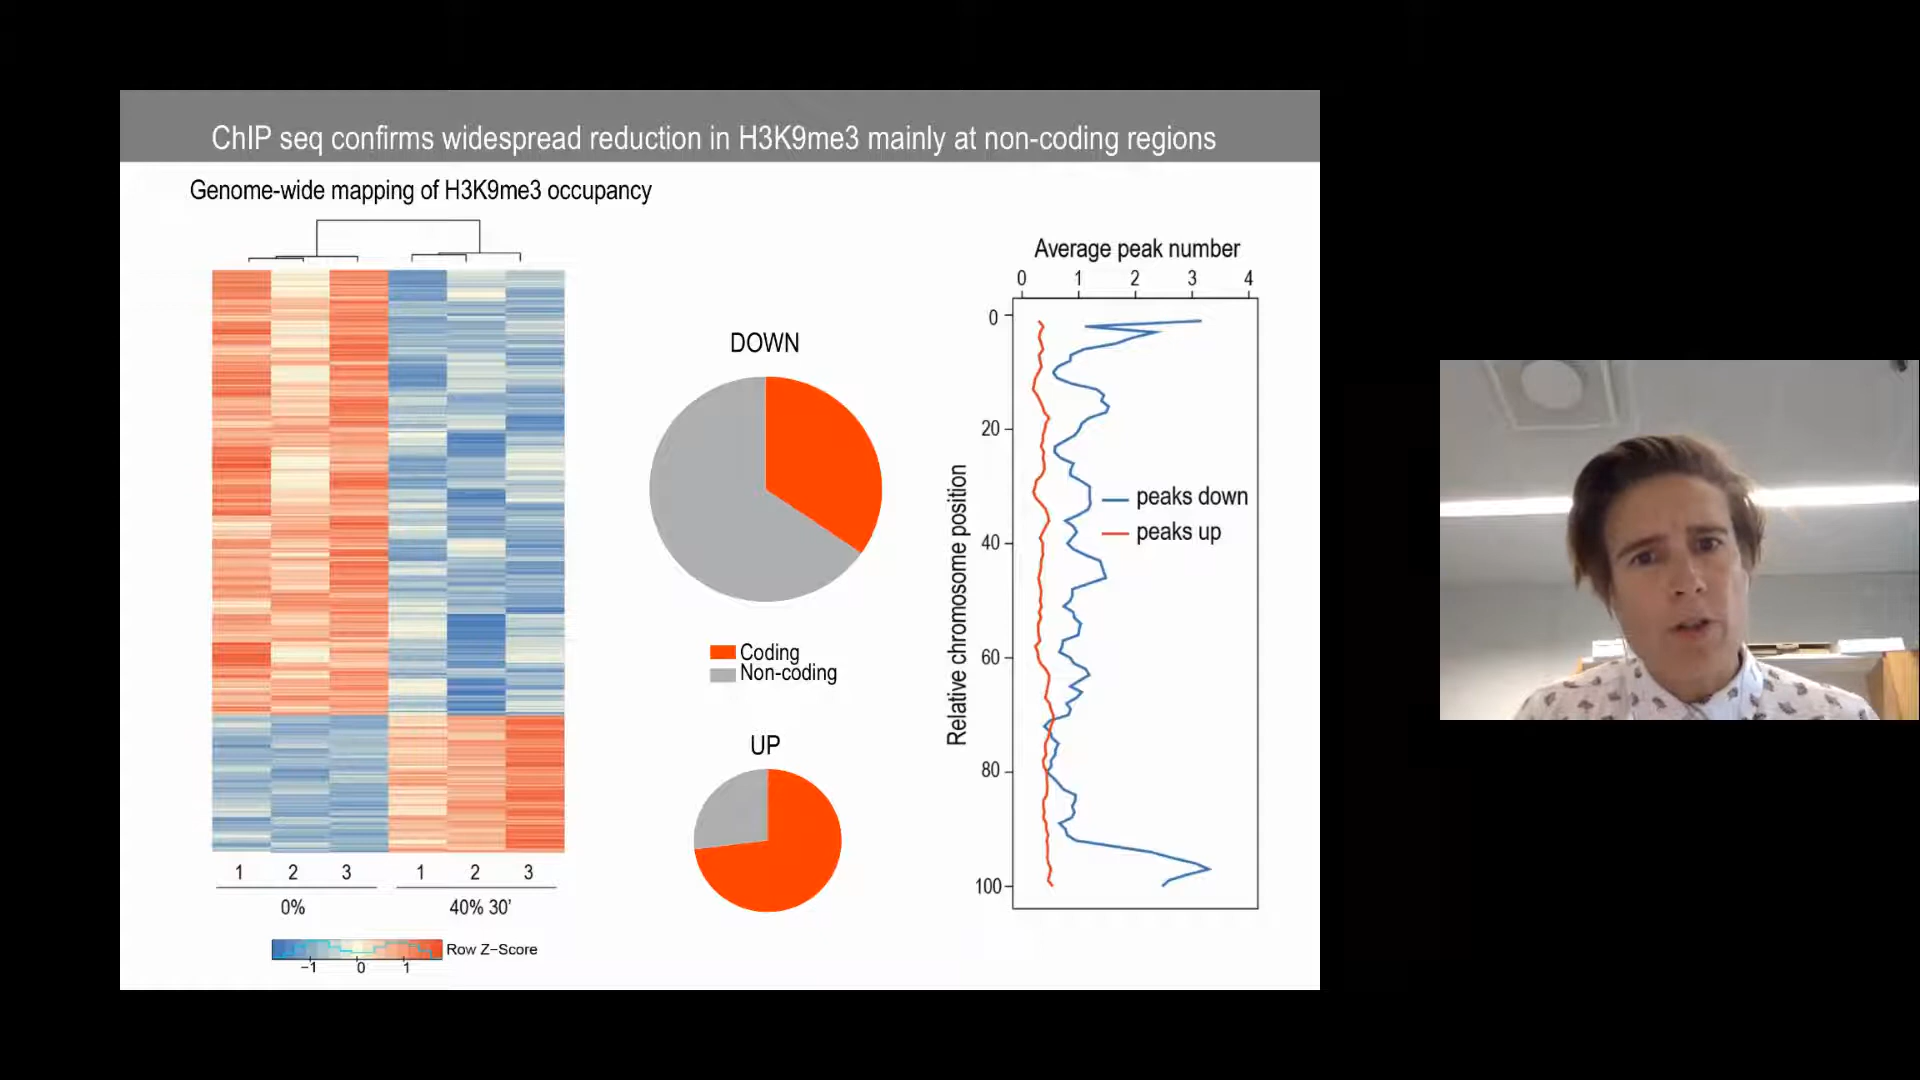 ChIP seq confirms widespread reduction in H3K9me3 mainly at non-coding regions
Genome-wide mapping of H3K9me3 occupancy
1 2 3 1 2 3
0% 40% 30'
Row Z-Score
-1 0 1
DOWN
Coding
Non-coding
UP
Average peak number
0 1 2 3 4
Relative chromosome position
0
20
40
60
80
100
peaks down
peaks up